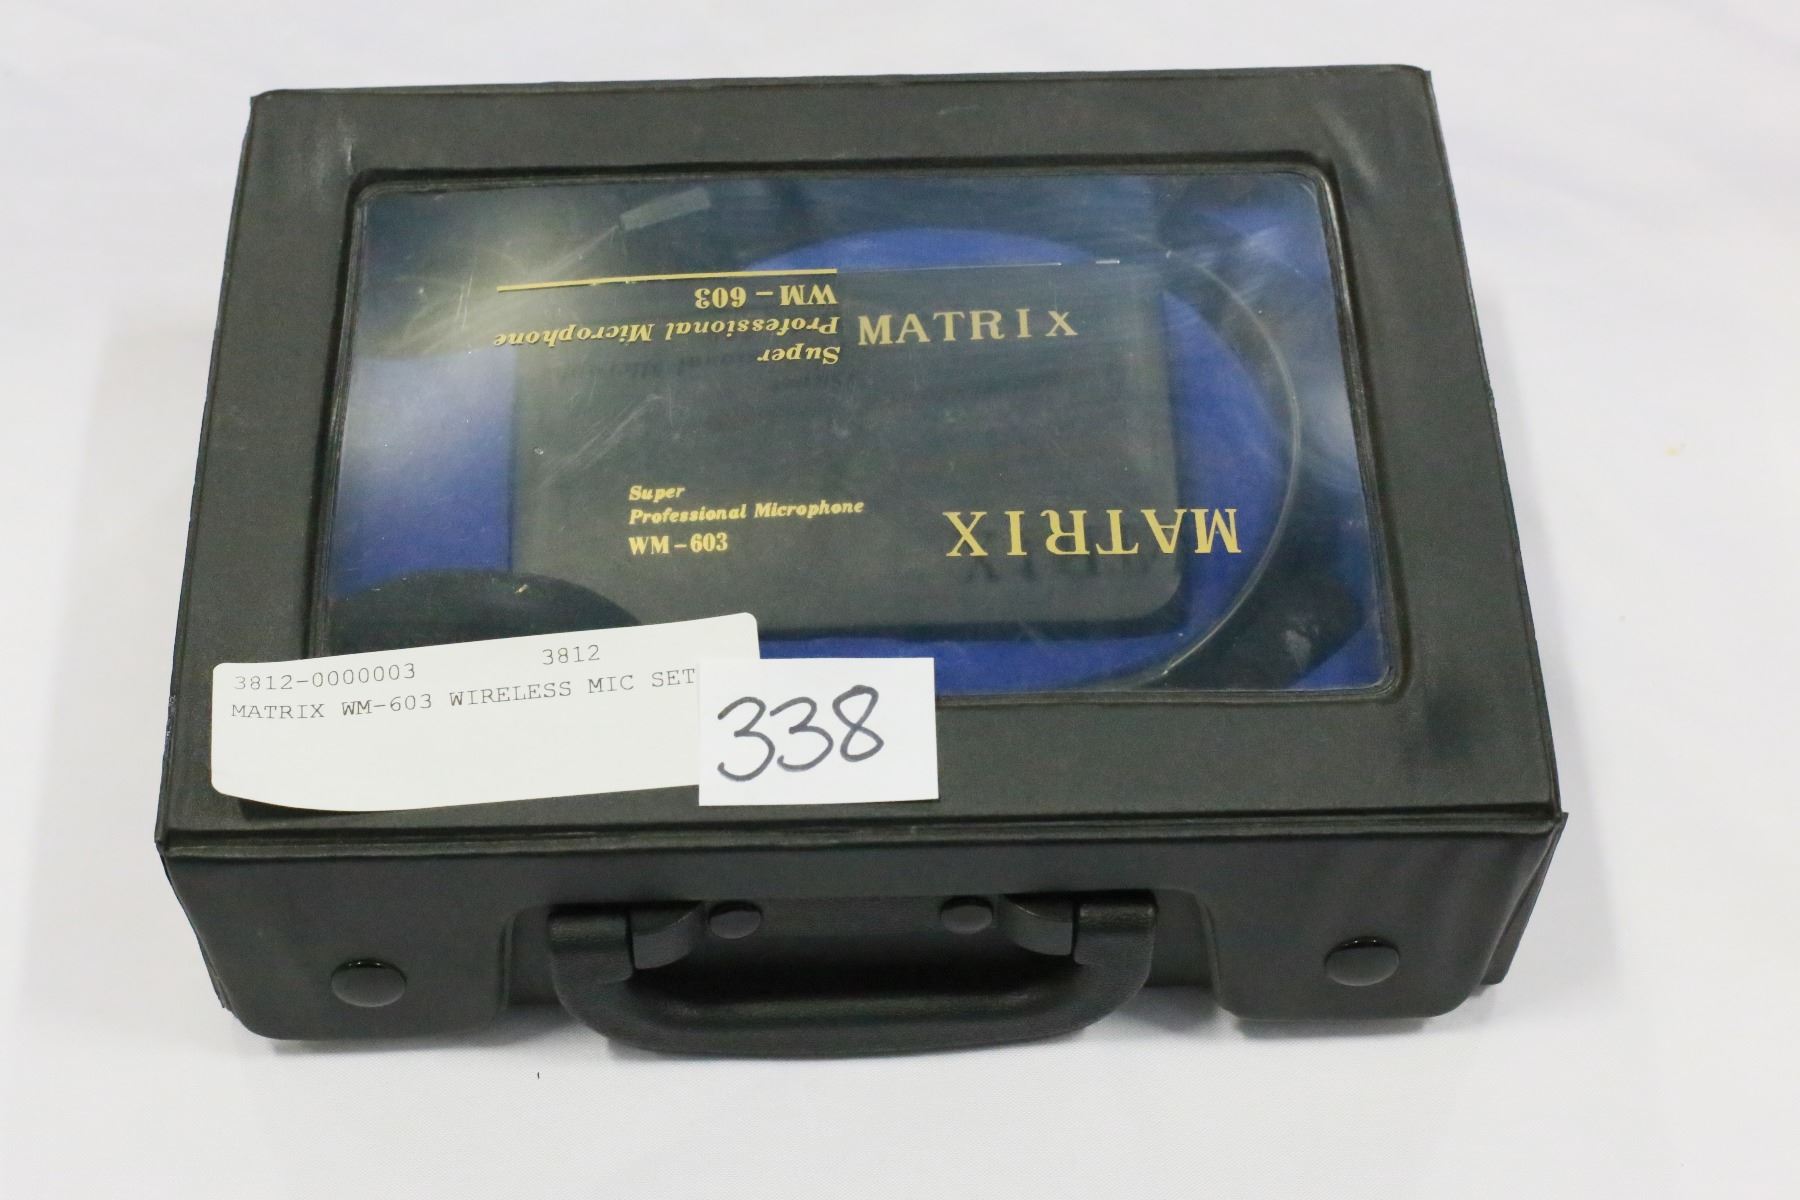 WM-603
Professional Microphone
Super
MATRIX
Super
Professional Microphone
WM-603
MATRIX
3812-0000003 3812
MATRIX WM-603 WIRELESS MIC SET
338